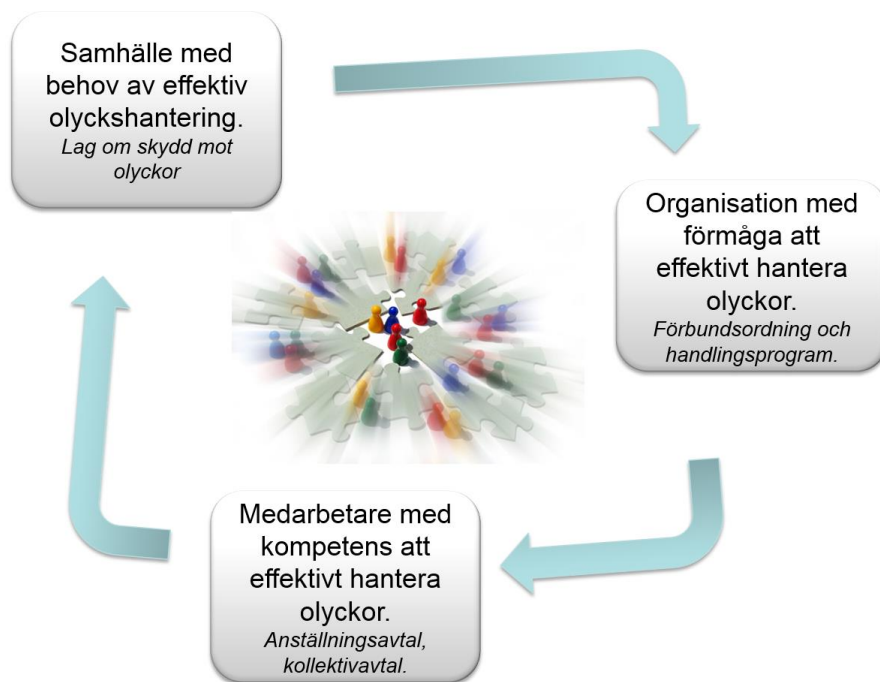 Samhälle med
behov av effektiv
olyckshantering.
Lag om skydd mot
olyckor
Organisation med
förmåga att
effektivt hantera
olyckor.
Förbundsordning och
handlingsprogram.
Medarbetare med
kompetens att
effektivt hantera
olyckor.
Anställningsavtal,
kollektivavtal.